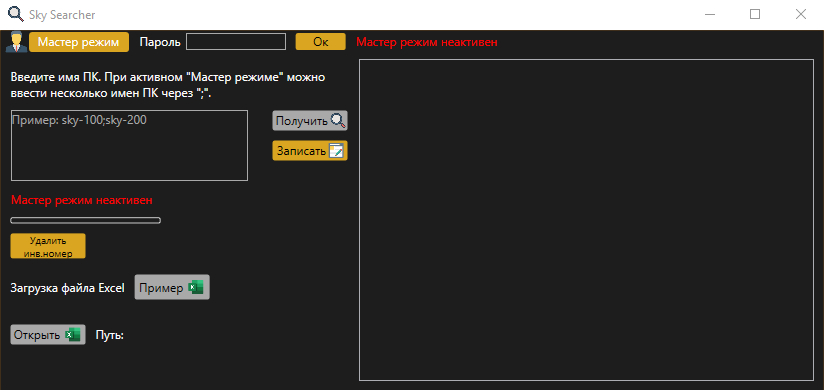 Sky Searcher
Мастер режим
Пароль
Ок
Мастер режим неактивен
Введите имя ПК. При активном "Мастер режиме" можно
ввести несколько имен ПК через ";".
Пример: sky-100;sky-200
Получить
Записать
Мастер режим неактивен
Удалить
инв.номер
Загрузка файла Excel
Пример
Открыть
Путь: